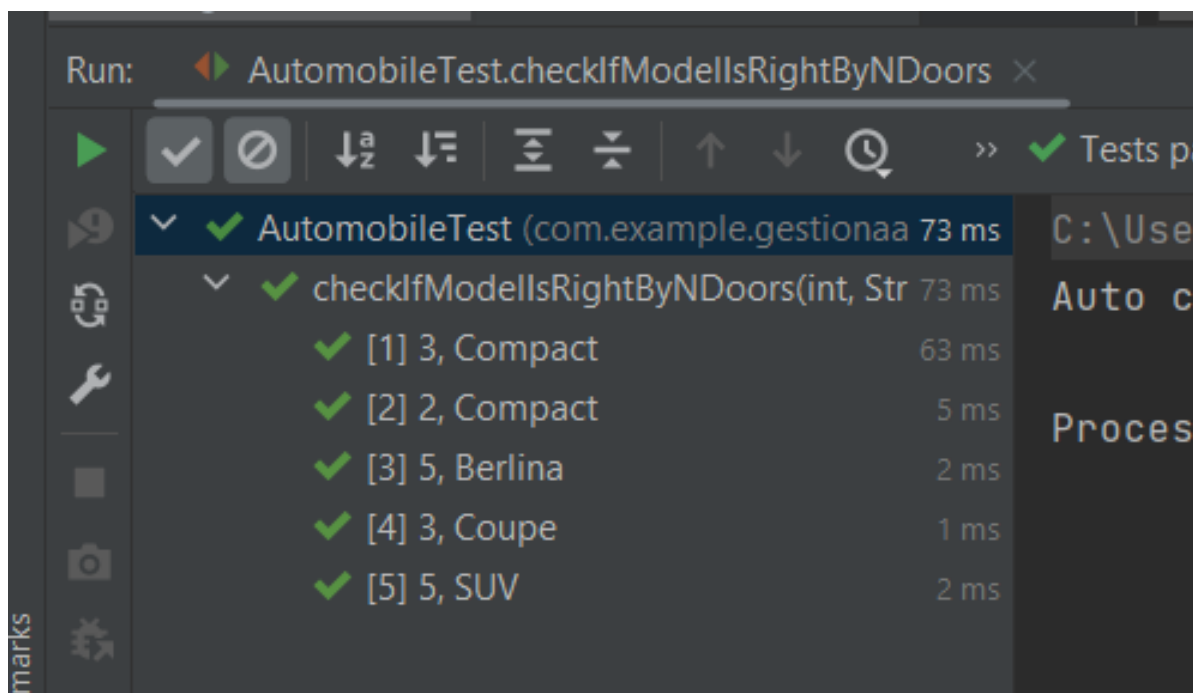 Run: AutomobileTest.checkIfModelIsRightByNDoors
Tests pa
AutomobileTest (com.example.gestionaa 73 ms
C:\Use
checkIfModelIsRightByNDoors(int, Str 73 ms
Auto c
[1] 3, Compact 63 ms
[2] 2, Compact 5 ms
Proces
[3] 5, Berlina 2 ms
[4] 3, Coupe 1 ms
[5] 5, SUV 2 ms
marks